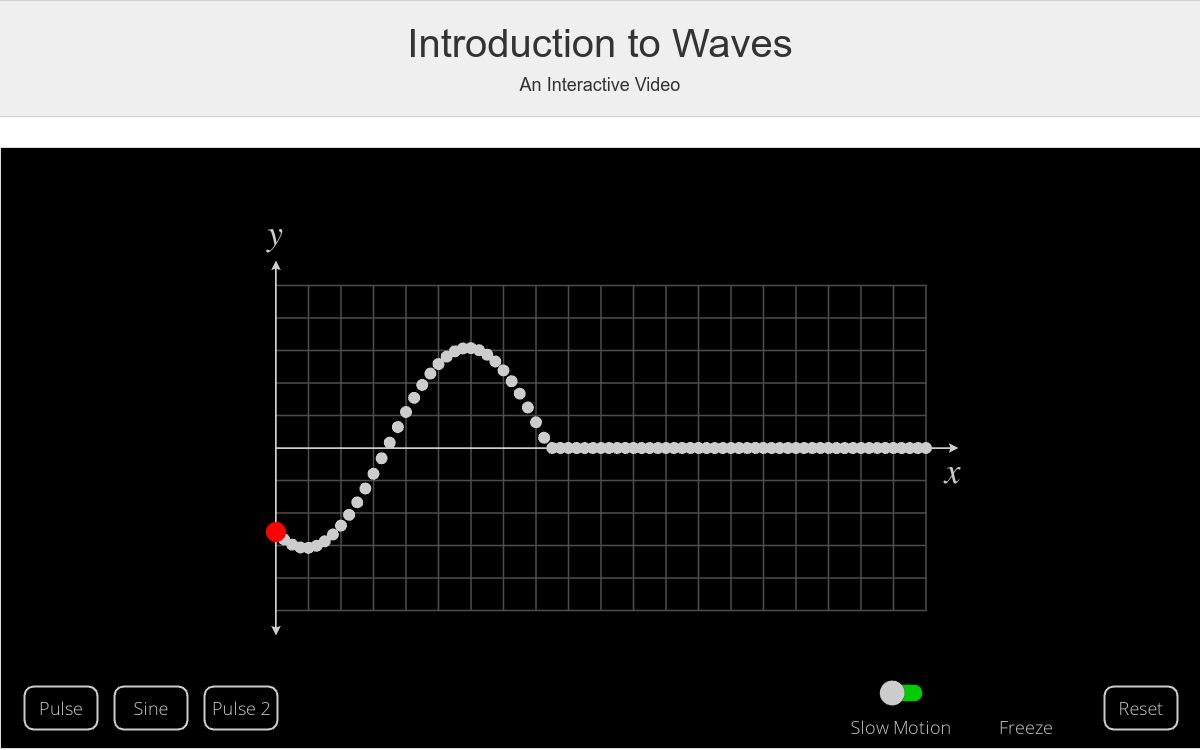 Introduction to Waves
An Interactive Video
y
x
Pulse
Sine
Pulse 2
Slow Motion
Freeze
Reset